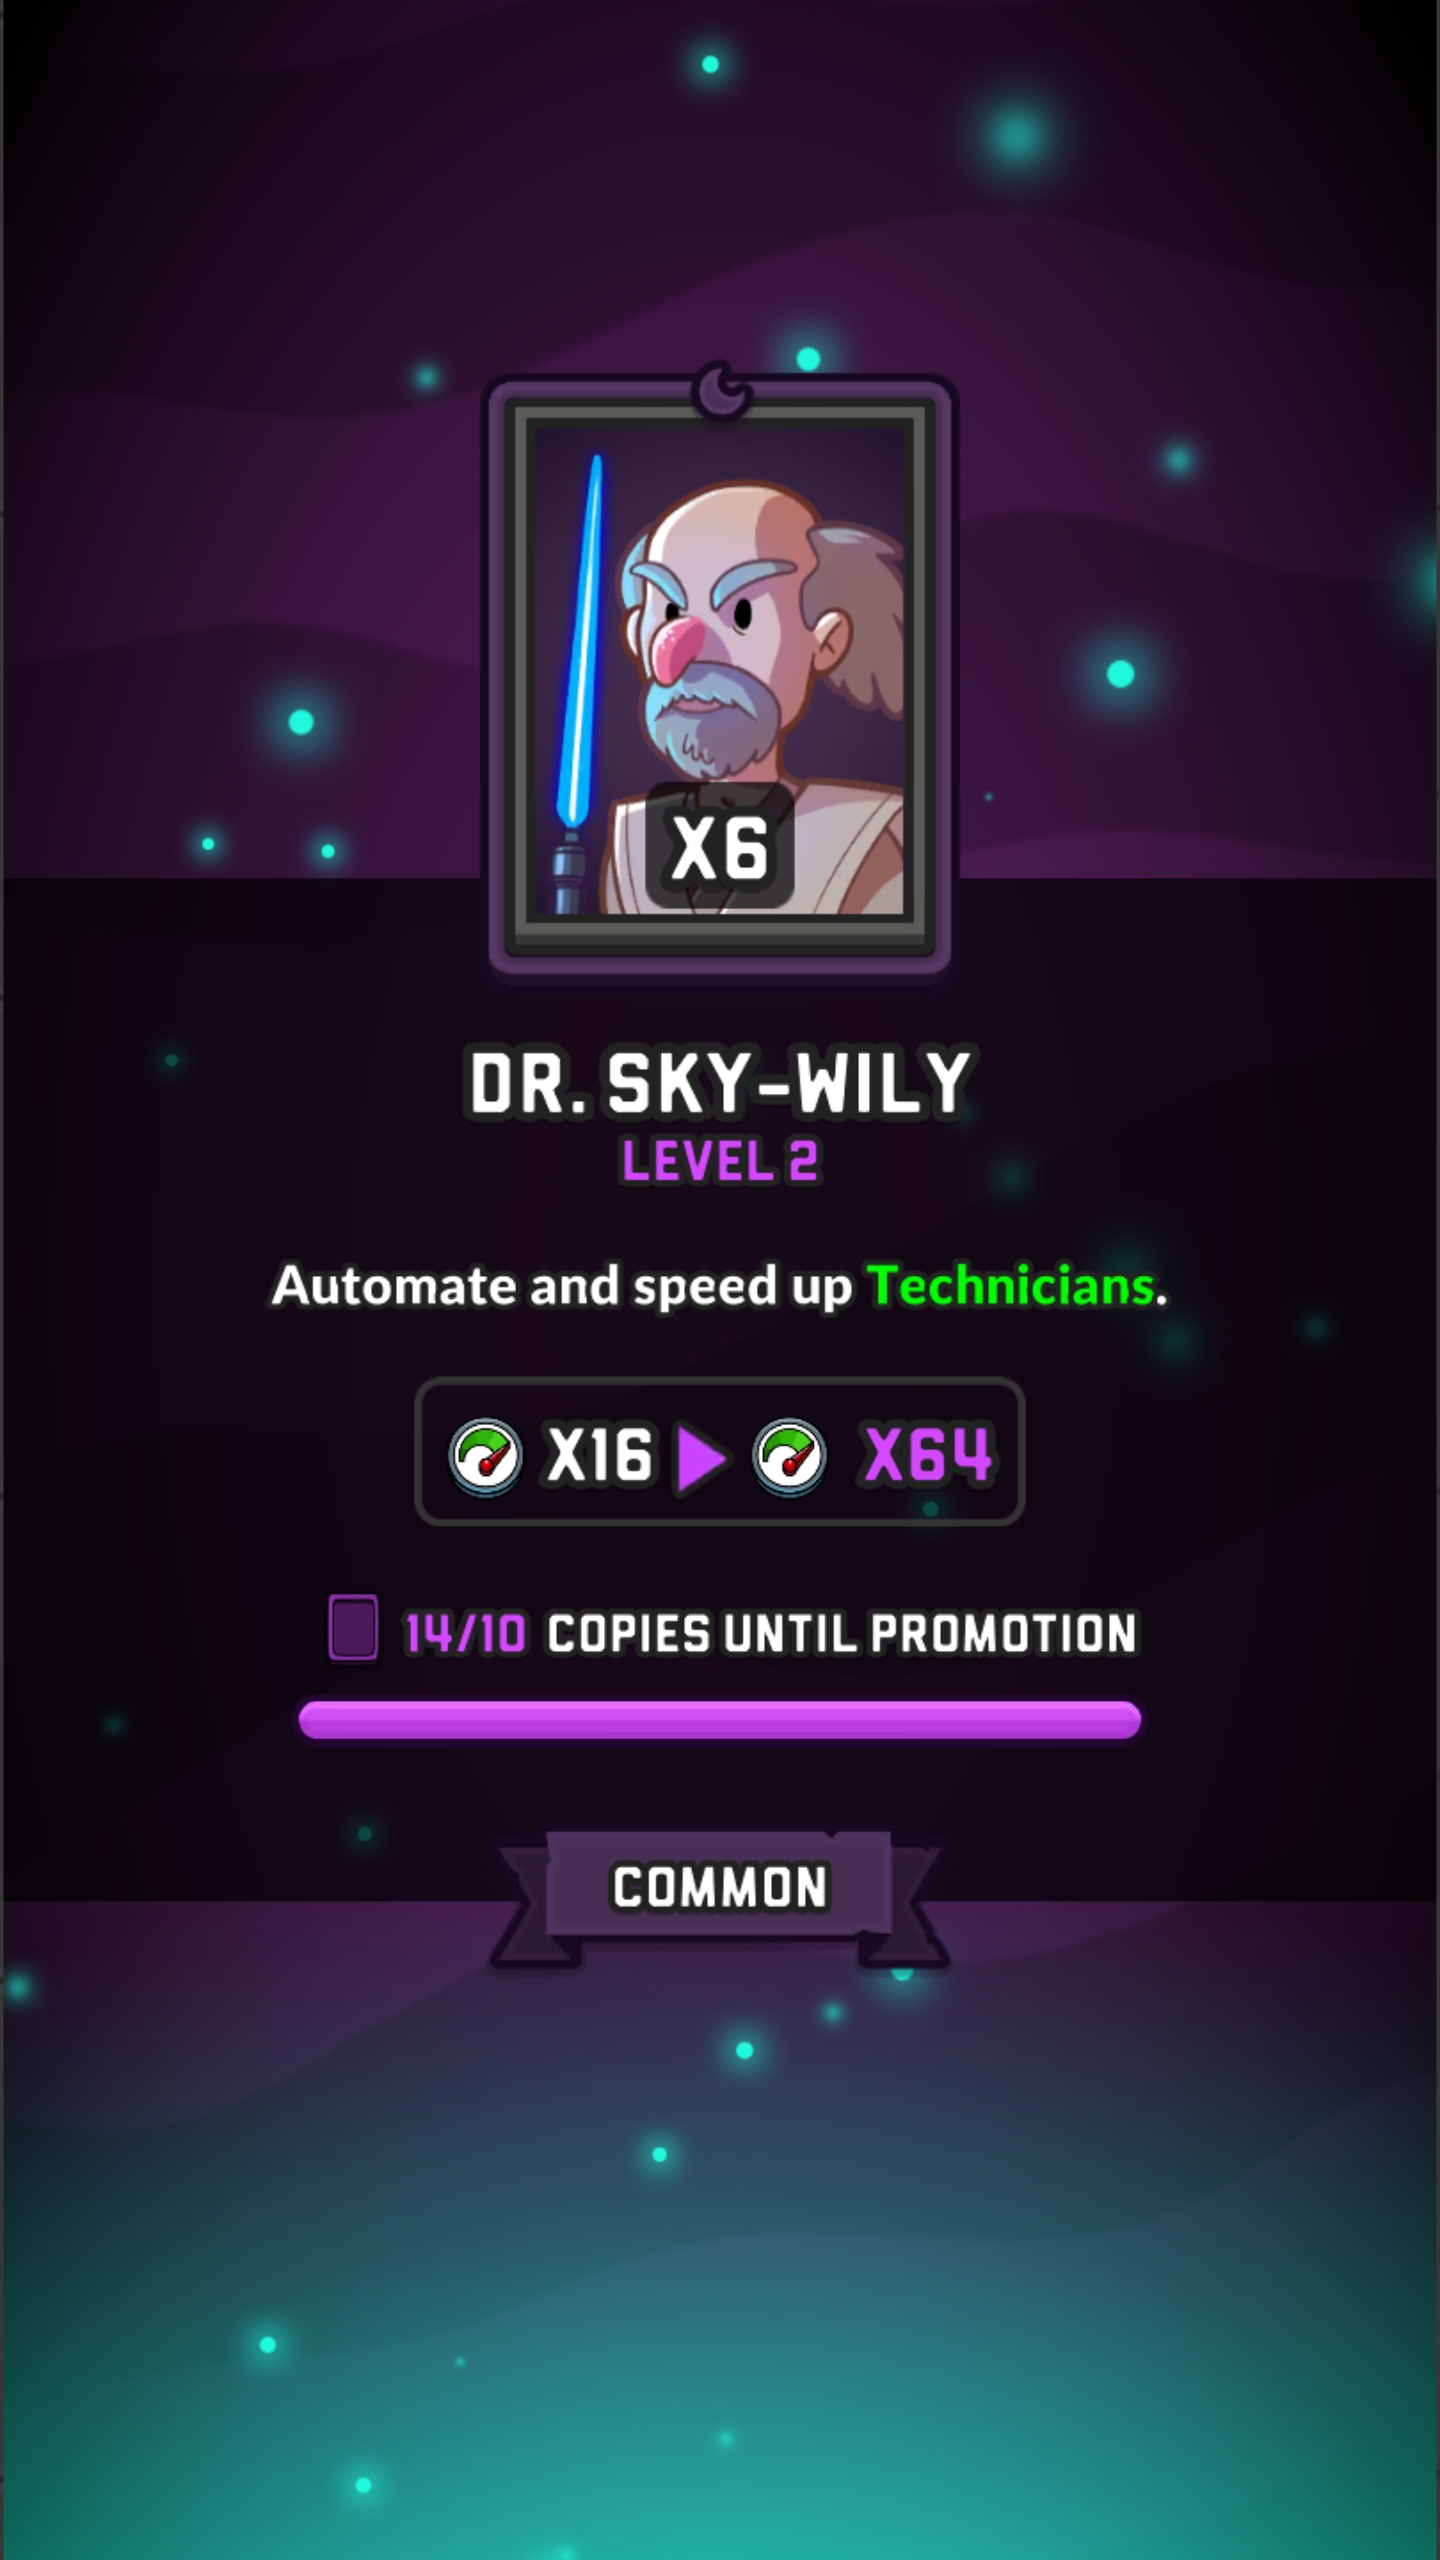 X6
DR. SKY-WILY
LEVEL 2
Automate and speed up Technicians.
X16 X64
14/10 COPIES UNTIL PROMOTION
COMMON